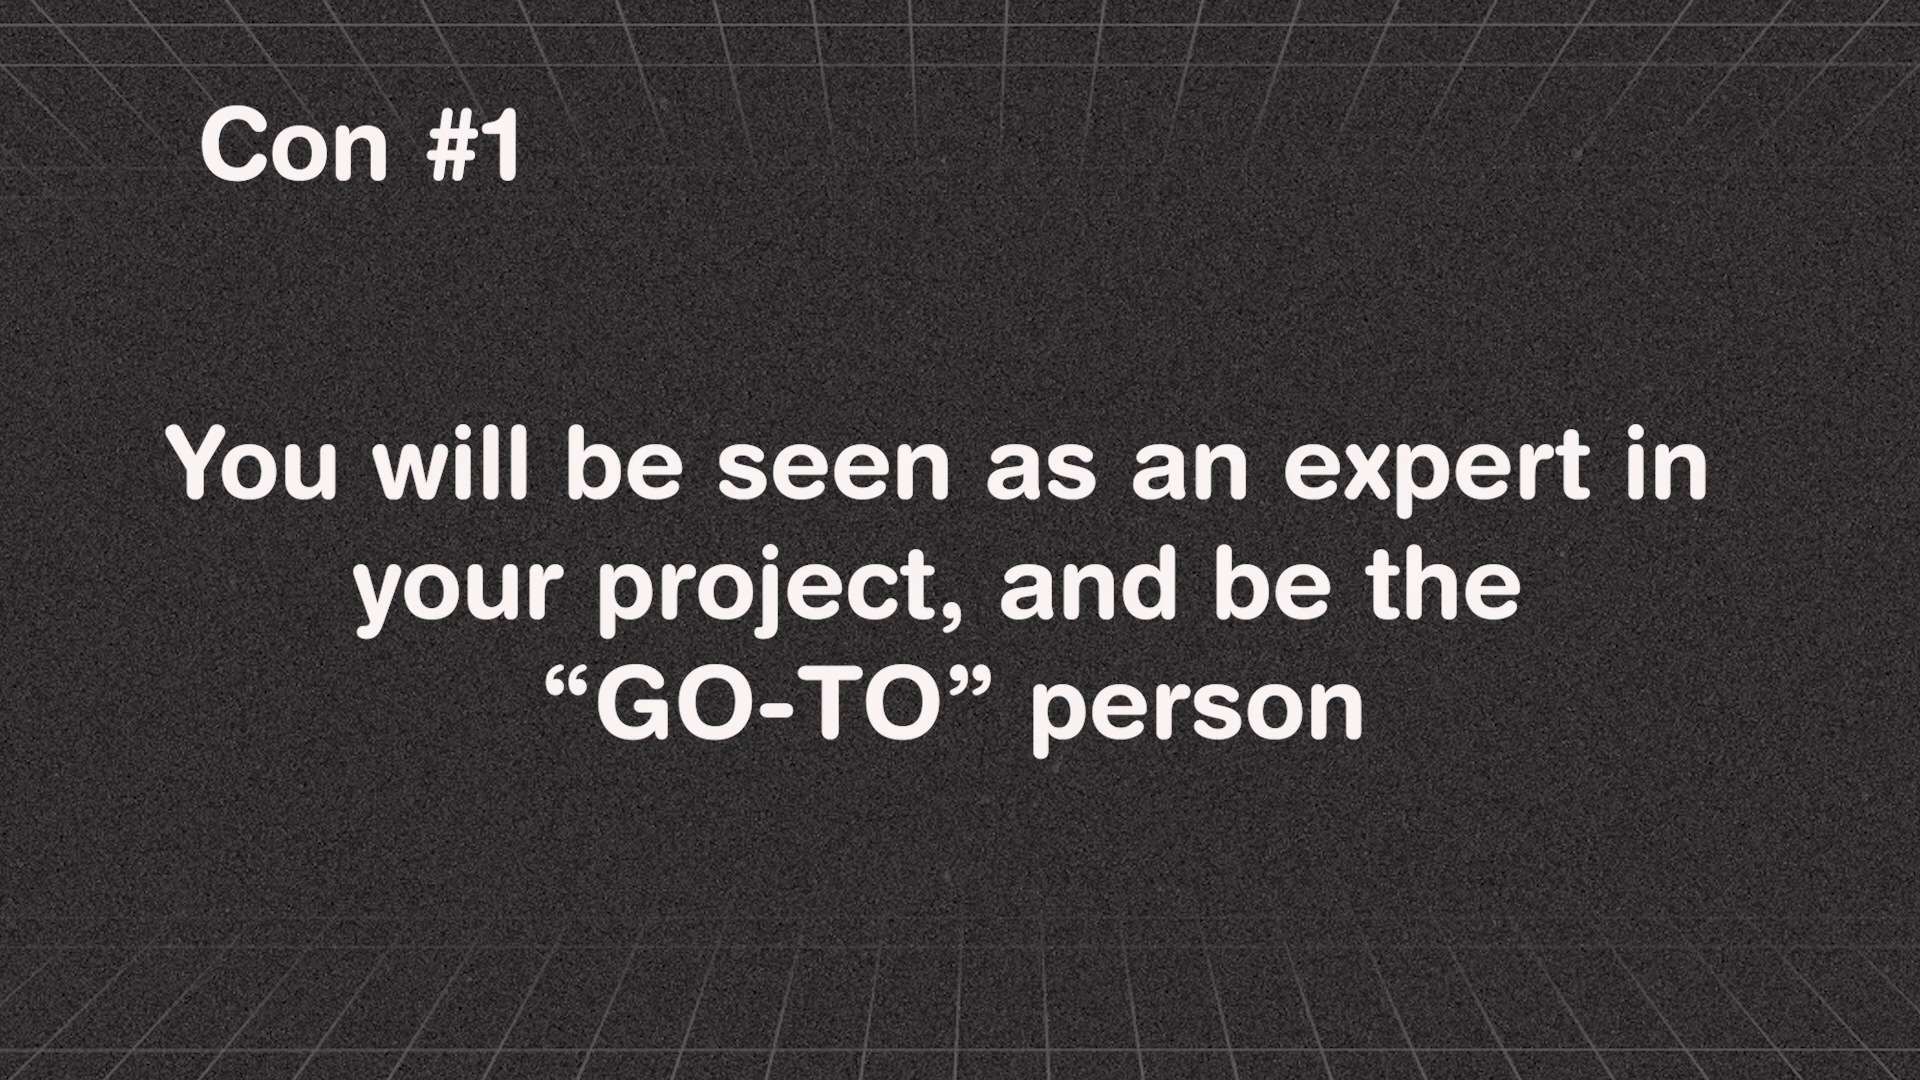 Con #1
You will be seen as an expert in
your project, and be the
“GO-TO” person